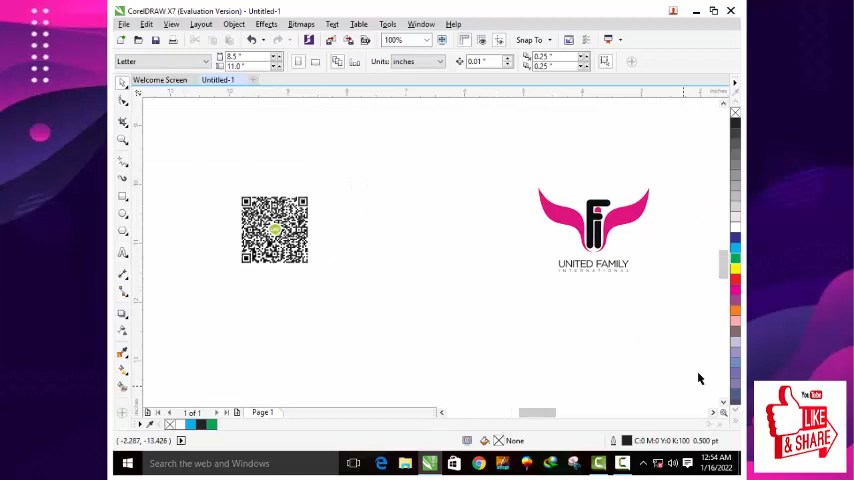 CorelDRAW X7 (Evaluation Version) - Untitled-1
File Edit View Layout Object Effects Bitmaps Text Table Tools Window Help
100% Snap To
Letter 8.5 " 11.0 " Units: inches 0.01 " 0.25 " 0.25 "
Welcome Screen Untitled-1
inches
UNITED FAMILY
INTERNATIONAL
1 of 1 Page 1
(-2.287, -13.426) None C:0 M:0 Y:0 K:100 0.500 pt
Search the web and Windows 12:54 AM
1/16/2022
You Tube
LIKE
& SHARE